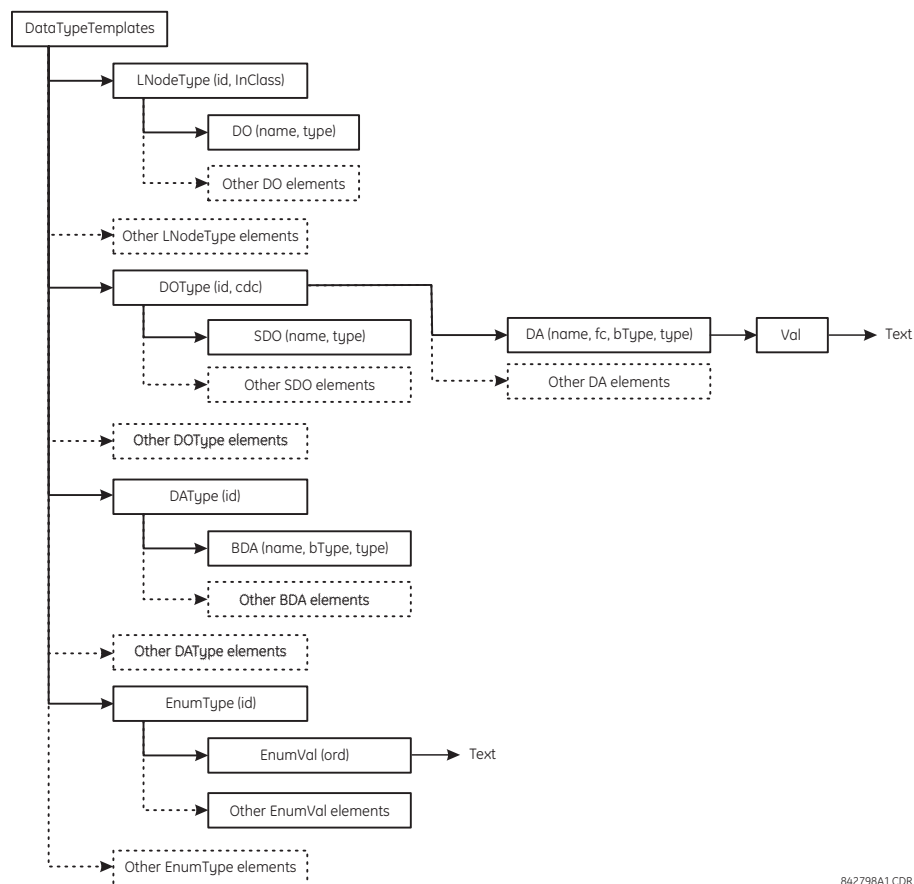 DataTypeTemplates
LNodeType (id, InClass)
DO (name, type)
Other DO elements
Other LNodeType elements
DOType (id, cdc)
SDO (name, type)
DA (name, fc, bType, type)
Val
Text
Other SDO elements
Other DA elements
Other DOType elements
DAType (id)
BDA (name, bType, type)
Other BDA elements
Other DAType elements
EnumType (id)
EnumVal (ord)
Text
Other EnumVal elements
Other EnumType elements
842798A1.CDR